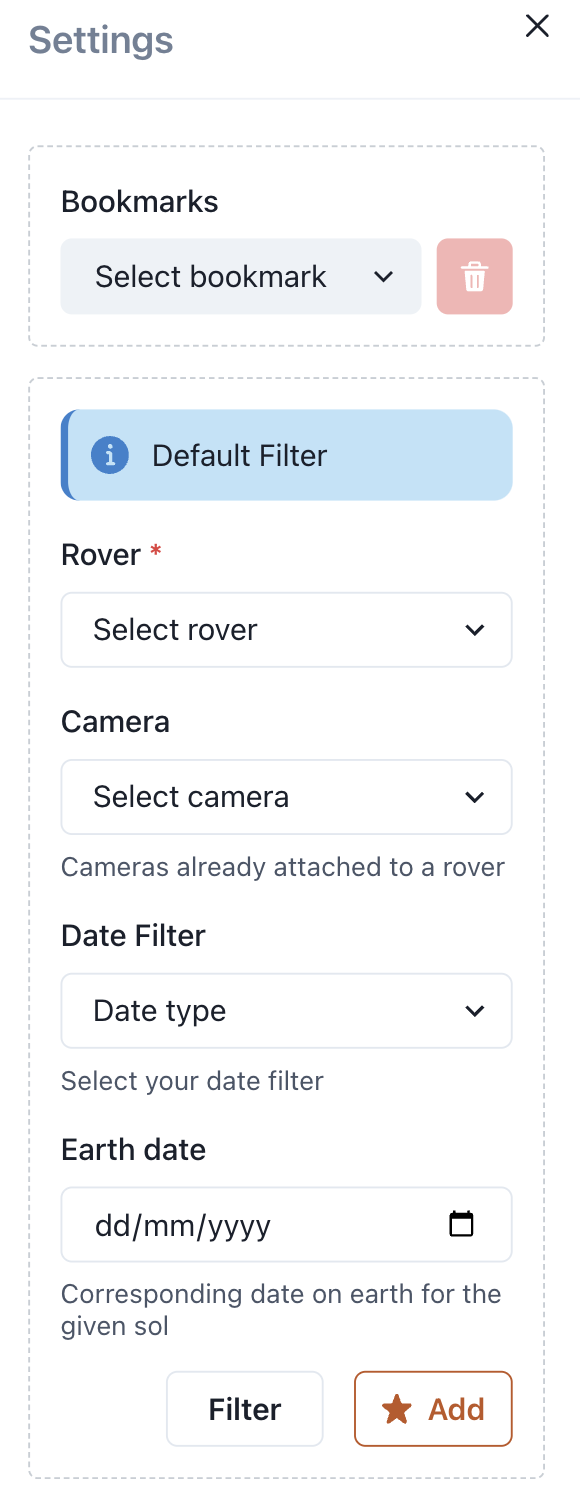 Settings
Bookmarks
Select bookmark
Default Filter
Rover *
Select rover
Camera
Select camera
Cameras already attached to a rover
Date Filter
Date type
Select your date filter
Earth date
dd/mm/yyyy
Corresponding date on earth for the
given sol
Filter
Add